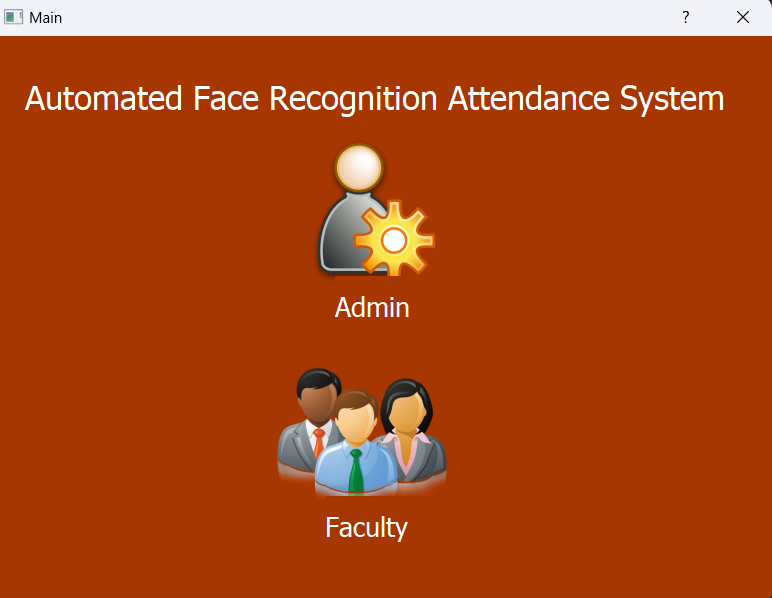 Main
?
Automated Face Recognition Attendance System
Admin
Faculty